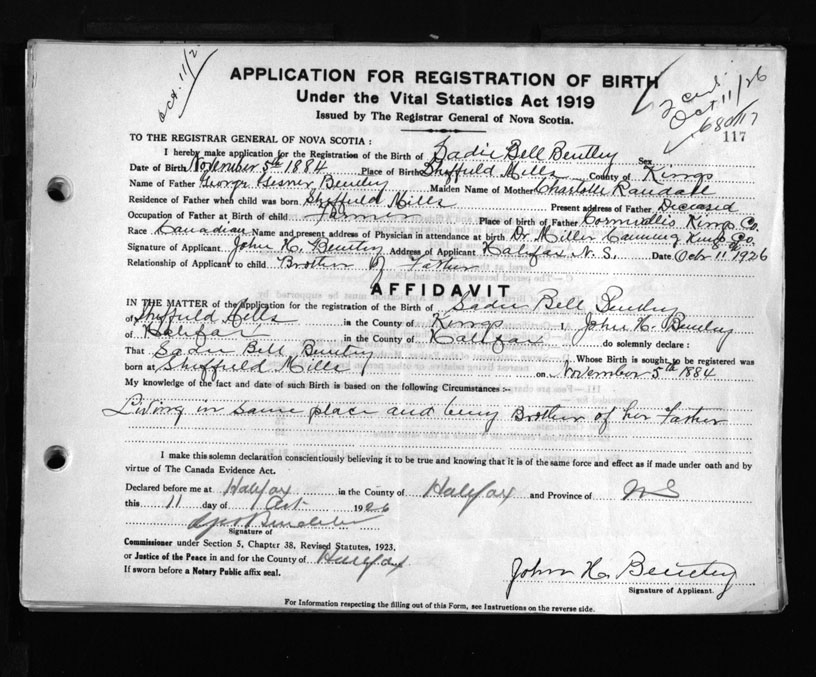 Oct. 11/2
APPLICATION FOR REGISTRATION OF BIRTH
Under the Vital Statistics Act 1919
Issued by The Registrar General of Nova Scotia.
2 cert.
Oct 11/26
680/17
117
TO THE REGISTRAR GENERAL OF NOVA SCOTIA :
I hereby make application for the Registration of the Birth of Sadie Bell Bentley Sex
Date of Birth November 5th 1884 Place of Birth Sheffield Mills County of Kings
Name of Father George Bentley Maiden Name of Mother Charlotte Randall
Residence of Father when child was born Sheffield Mills Present address of Father Deceased
Occupation of Father at Birth of child Farmer Place of birth of Father Cornwallis Kings Co.
Race Canadian Name and present address of Physician in attendance at birth Dr Miller Canning Kings Co.
Signature of Applicant John H. Bentley Address of Applicant Halifax N. S. Date Octr 11 1926
Relationship of Applicant to child Brother of Father
AFFIDAVIT
IN THE MATTER of the application for the registration of the Birth of Sadie Bell Bentley
of Sheffield Mills in the County of Kings I John H. Bentley
of Halifax in the County of Halifax do solemnly declare :
That Sadie Bell Bentley Whose Birth is sought to be registered was
born at Sheffield Mills on November 5th 1884
My knowledge of the fact and date of such Birth is based on the following Circumstances :-
Living in same place and being Brother of her Father
I make this solemn declaration conscientiously believing it to be true and knowing that it is of the same force and effect as if made under oath and by
virtue of The Canada Evidence Act.
Declared before me at Halifax in the County of Halifax and Province of NS
this 11 day of Oct 1926
Signature of
Commissioner under Section 5, Chapter 38, Revised Statutes, 1923,
or Justice of the Peace in and for the County of Halifax
If sworn before a Notary Public affix seal.
John H. Bentley
Signature of Applicant.
For Information respecting the filling out of this Form, see Instructions on the reverse side.